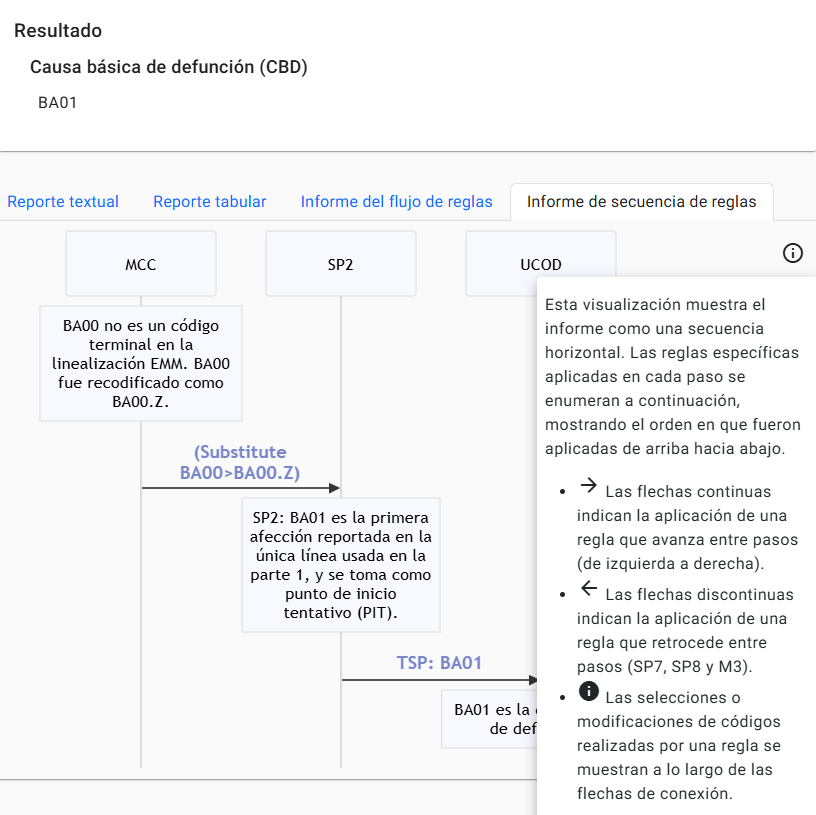 Resultado
Causa básica de defunción (CBD)
BA01
Reporte textual
Reporte tabular
Informe del flujo de reglas
Informe de secuencia de reglas
MCC
SP2
UCOD
BA00 no es un código
terminal en la
linealización EMM. BA00
fue recodificado como
BA00.Z.
(Substitute
BA00>BA00.Z)
SP2: BA01 es la primera
afección reportada en la
única línea usada en la
parte 1, y se toma como
punto de inicio
tentativo (PIT).
TSP: BA01
BA01 es la
de def
Esta visualización muestra el
informe como una secuencia
horizontal. Las reglas específicas
aplicadas en cada paso se
enumeran a continuación,
mostrando el orden en que fueron
aplicadas de arriba hacia abajo.
• → Las flechas continuas
indican la aplicación de una
regla que avanza entre pasos
(de izquierda a derecha).
• ← Las flechas discontinuas
indican la aplicación de una
regla que retrocede entre
pasos (SP7, SP8 y M3).
• Las selecciones o
modificaciones de códigos
realizadas por una regla se
muestran a lo largo de las
flechas de conexión.